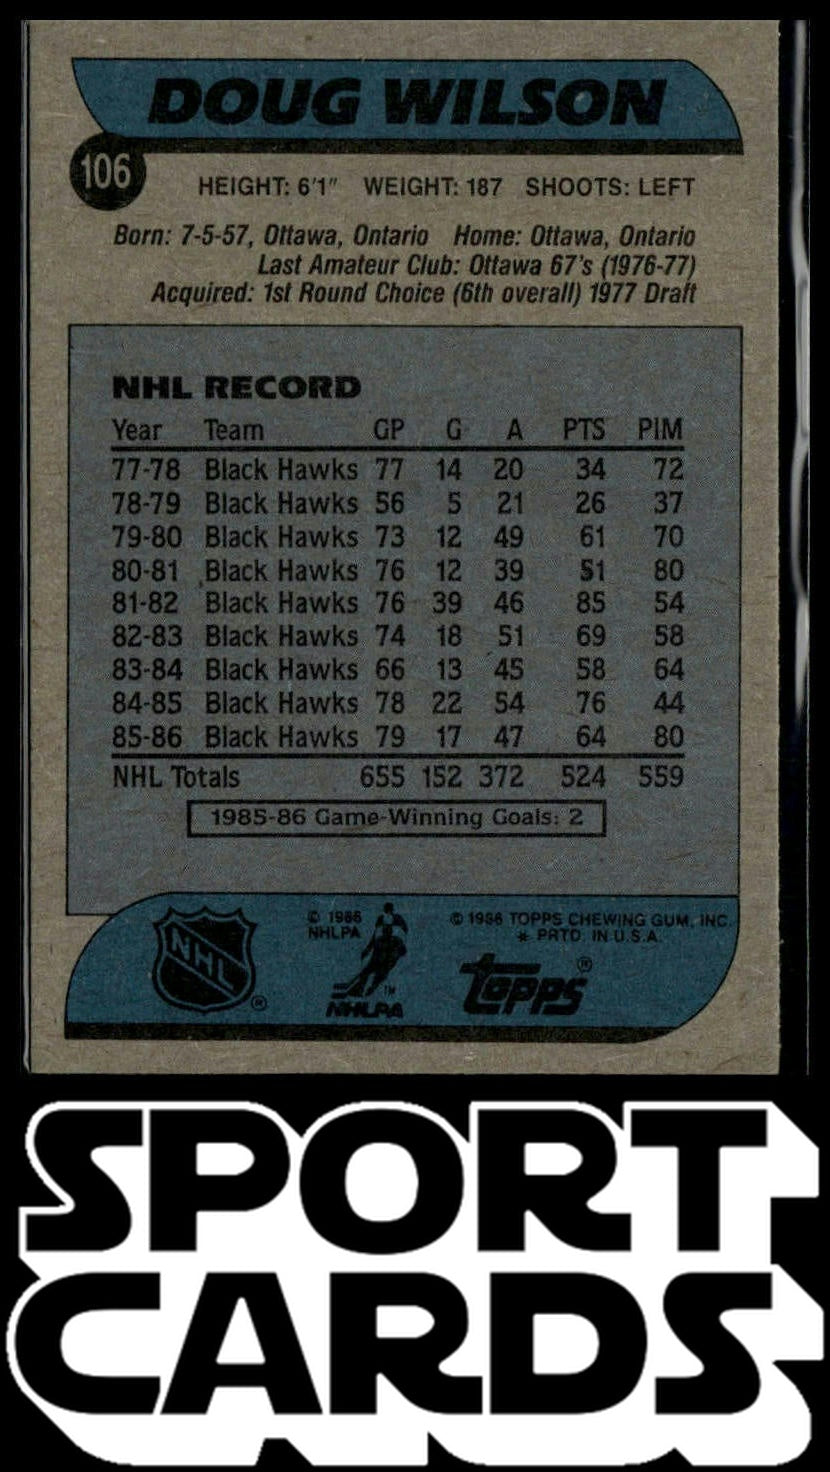 DOUG WILSON
106
HEIGHT: 6'1" WEIGHT: 187 SHOOTS: LEFT
Born: 7-5-57, Ottawa, Ontario Home: Ottawa, Ontario
Last Amateur Club: Ottawa 67's (1976-77)
Acquired: 1st Round Choice (6th overall) 1977 Draft
NHL RECORD
Year Team GP G A PTS PIM
77-78 Black Hawks 77 14 20 34 72
78-79 Black Hawks 56 5 21 26 37
79-80 Black Hawks 73 12 49 61 70
80-81 Black Hawks 76 12 39 51 80
81-82 Black Hawks 76 39 46 85 54
82-83 Black Hawks 74 18 51 69 58
83-84 Black Hawks 66 13 45 58 64
84-85 Black Hawks 78 22 54 76 44
85-86 Black Hawks 79 17 47 64 80
NHL Totals 655 152 372 524 559
1985-86 Game-Winning Goals: 2
NHL ®
© 1986
NHLPA
™
NHLPA
© 1986 TOPPS CHEWING GUM, INC.
* PRTD. IN U.S.A.
topps ®
SPORT
CARDS